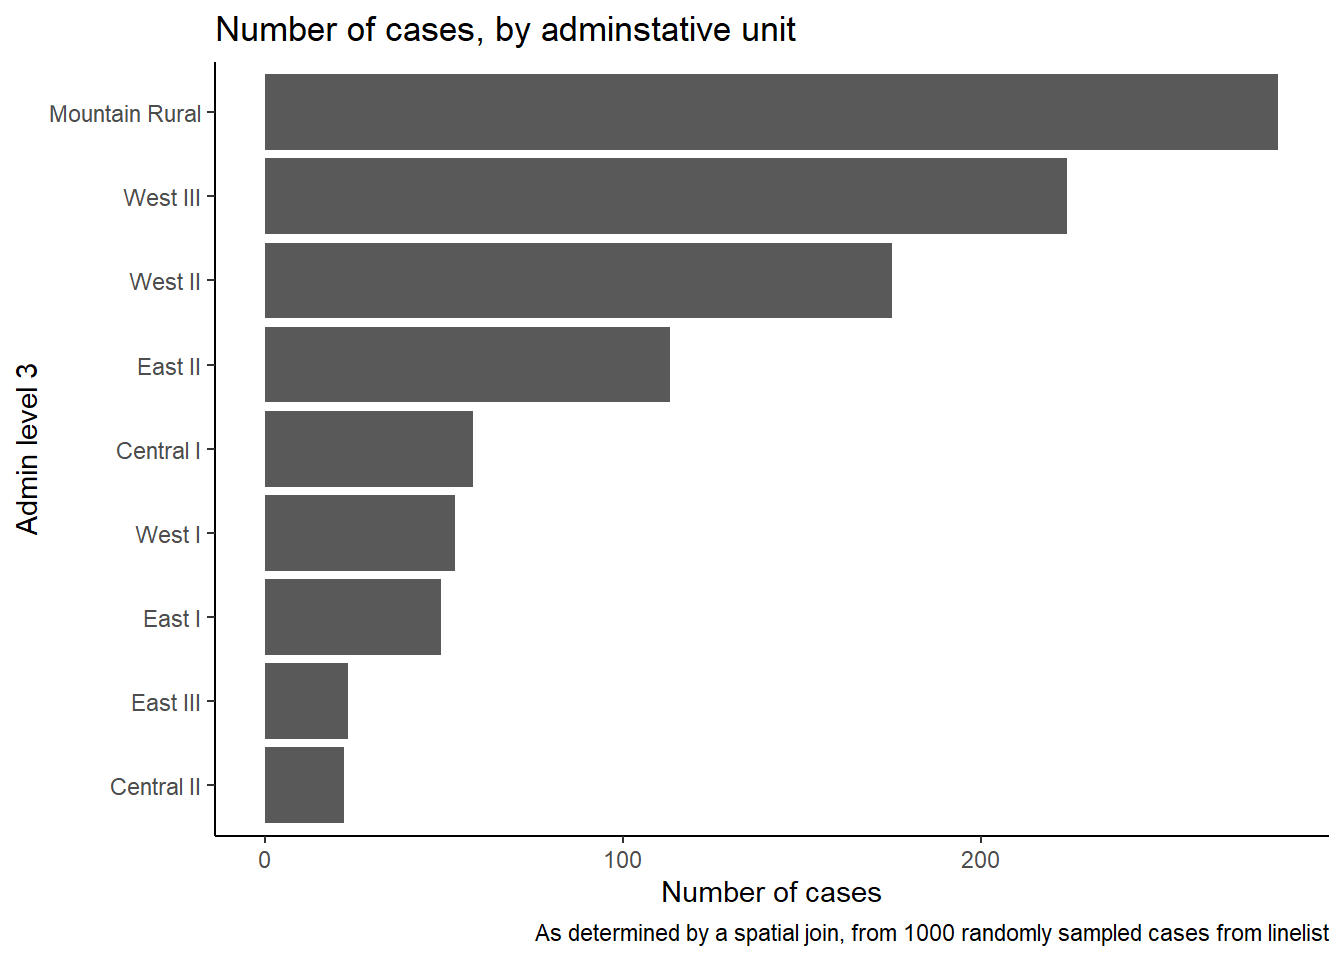 Number of cases, by adminstative unit
Admin level 3
Mountain Rural
West III
West II
East II
Central I
West I
East I
East III
Central II
0 100 200
Number of cases
As determined by a spatial join, from 1000 randomly sampled cases from linelist